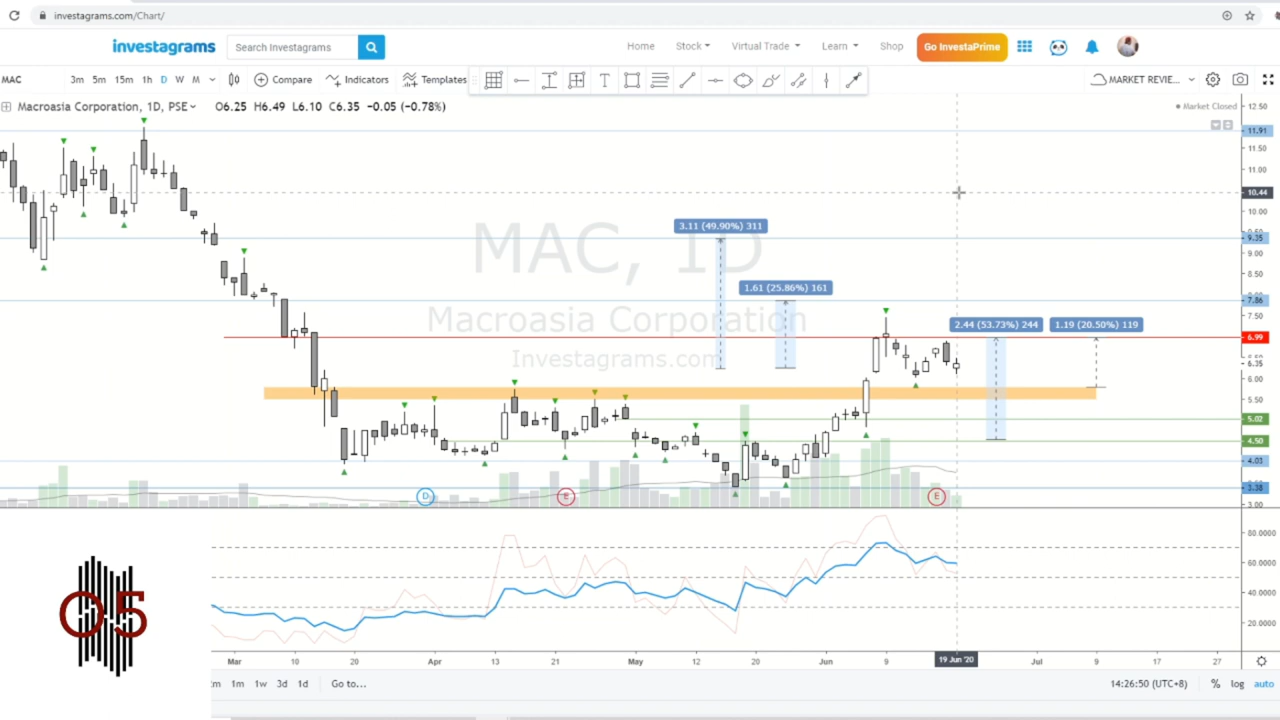 investagrams.com/Chart/
investagrams Search Investagrams Home Stock Virtual Trade Learn Shop Go InvestaPrime
MAC 3m 5m 15m 1h D W M Compare Indicators Templates T MARKET REVIE...
Macroasia Corporation, 1D, PSE O6.25 H6.49 L6.10 C6.35 −0.05 (−0.78%)
Market Closed
MAC, 1D
Macroasia Corporation
Investagrams.com
3.11 (49.90%) 311
1.61 (25.86%) 161
2.44 (53.73%) 244
1.19 (20.50%) 119
12.50
11.91
11.50
11.00
10.44
10.00
9.35
9.00
8.50
7.86
7.50
6.99
6.35
6.00
5.50
5.02
4.50
4.03
3.38
3.00
D E E
80.0000
60.0000
40.0000
20.0000
05
Mar 10 20 Apr 13 21 May 12 20 Jun 9 19 Jun '20 Jul 9 17 27
1m 1w 3d 1d Go to... 14:26:50 (UTC+8) % log auto